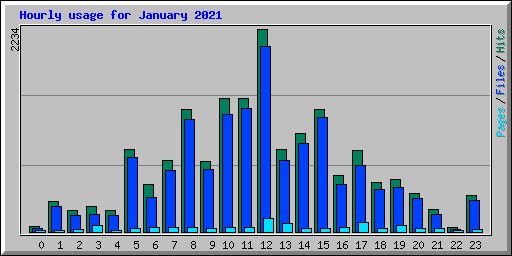 Hourly usage for January 2021
2234
Pages/Files/Hits
0 1 2 3 4 5 6 7 8 9 10 11 12 13 14 15 16 17 18 19 20 21 22 23